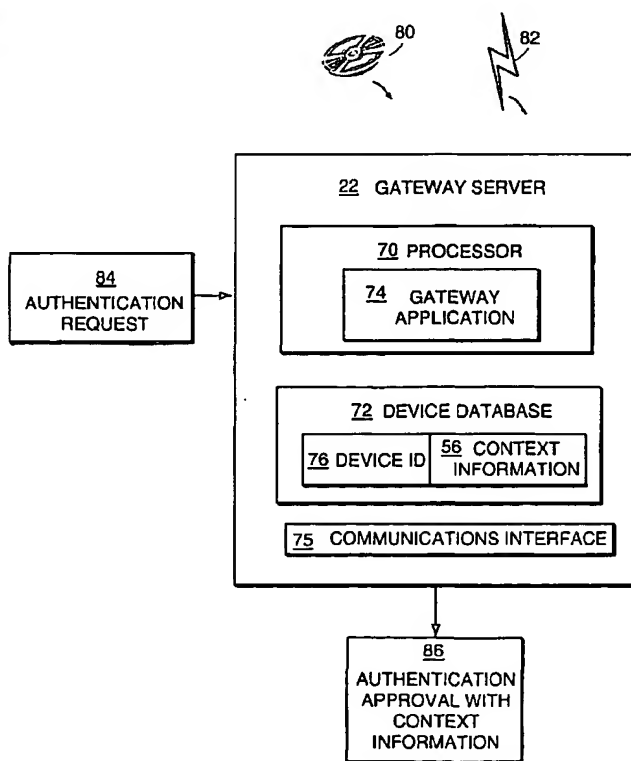 80
82
22 GATEWAY SERVER
70 PROCESSOR
74 GATEWAY
APPLICATION
84
AUTHENTICATION
REQUEST
72 DEVICE DATABASE
76 DEVICE ID
56 CONTEXT
INFORMATION
75 COMMUNICATIONS INTERFACE
86
AUTHENTICATION
APPROVAL WITH
CONTEXT
INFORMATION